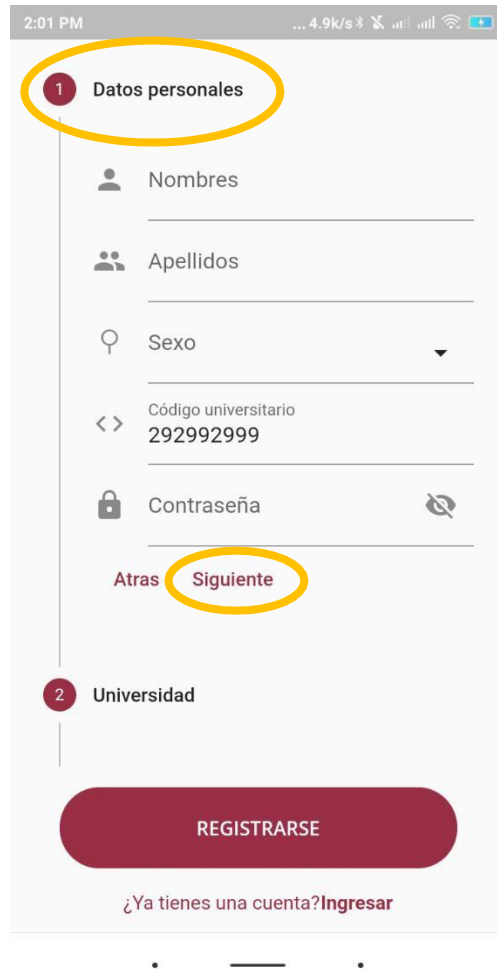 2:01 PM ... 4.9k/s
1 Datos personales
Nombres
Apellidos
Sexo
Código universitario
292992999
Contraseña
Atras Siguiente
2 Universidad
REGISTRARSE
¿Ya tienes una cuenta?Ingresar